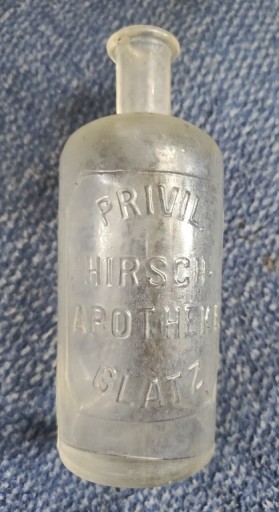 PRIVIL.
HIRSCH-
APOTHEKE
GLATZ